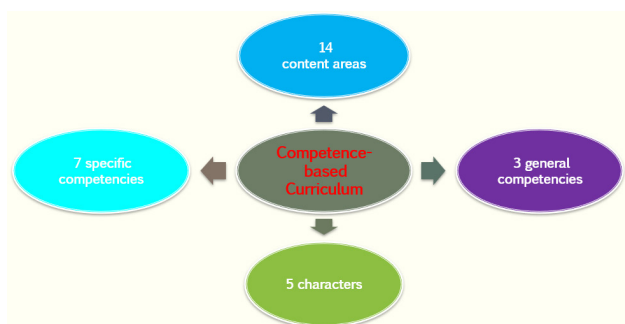 14
content areas
7 specific
competencies
Competence-
based
Curriculum
3 general
competencies
5 characters